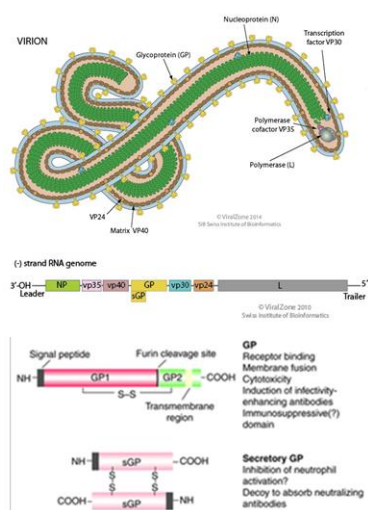 VIRION
Nucleoprotein (N)
Glycoprotein (GP)
Transcription
factor VP30
Polymerase
cofactor VP35
Polymerase (L)
VP24
Matrix VP40
© ViralZone 2014
SIB Swiss Institute of Bioinformatics
(-) strand RNA genome
3'-OH
Leader
NP
vp35
vp40
GP
sGP
vp30
vp24
L
5'
Trailer
© ViralZone 2010
Swiss Institute of Bioinformatics
Signal peptide
Furin cleavage site
NH-
GP1
GP2
-COOH
S-S
Transmembrane
region
GP
Receptor binding
Membrane fusion
Cytotoxicity
Induction of infectivity-
enhancing antibodies
Immunosuppressive(?)
domain
NH-
sGP
-COOH
S S
S S
COOH-
sGP
-NH
Secretory GP
Inhibition of neutrophil
activation?
Decoy to absorb neutralizing
antibodies